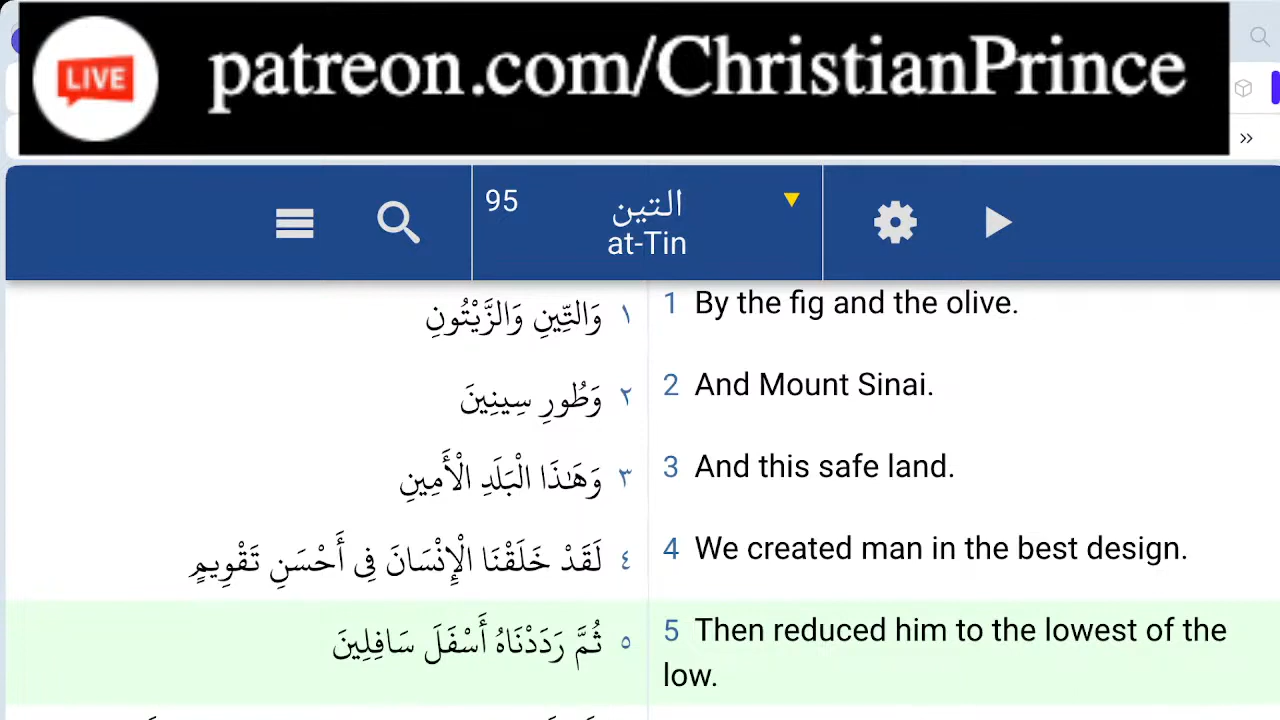 LIVE
patreon.com/ChristianPrince
95
التين
at-Tin
١ وَالتِّينِ وَالزَّيْتُونِ
1 By the fig and the olive.
٢ وَطُورِ سِينِينَ
2 And Mount Sinai.
٣ وَهَـٰذَا الْبَلَدِ الْأَمِينِ
3 And this safe land.
٤ لَقَدْ خَلَقْنَا الْإِنْسَانَ فِي أَحْسَنِ تَقْوِيمٍ
4 We created man in the best design.
٥ ثُمَّ رَدَدْنَاهُ أَسْفَلَ سَافِلِينَ
5 Then reduced him to the lowest of the
low.